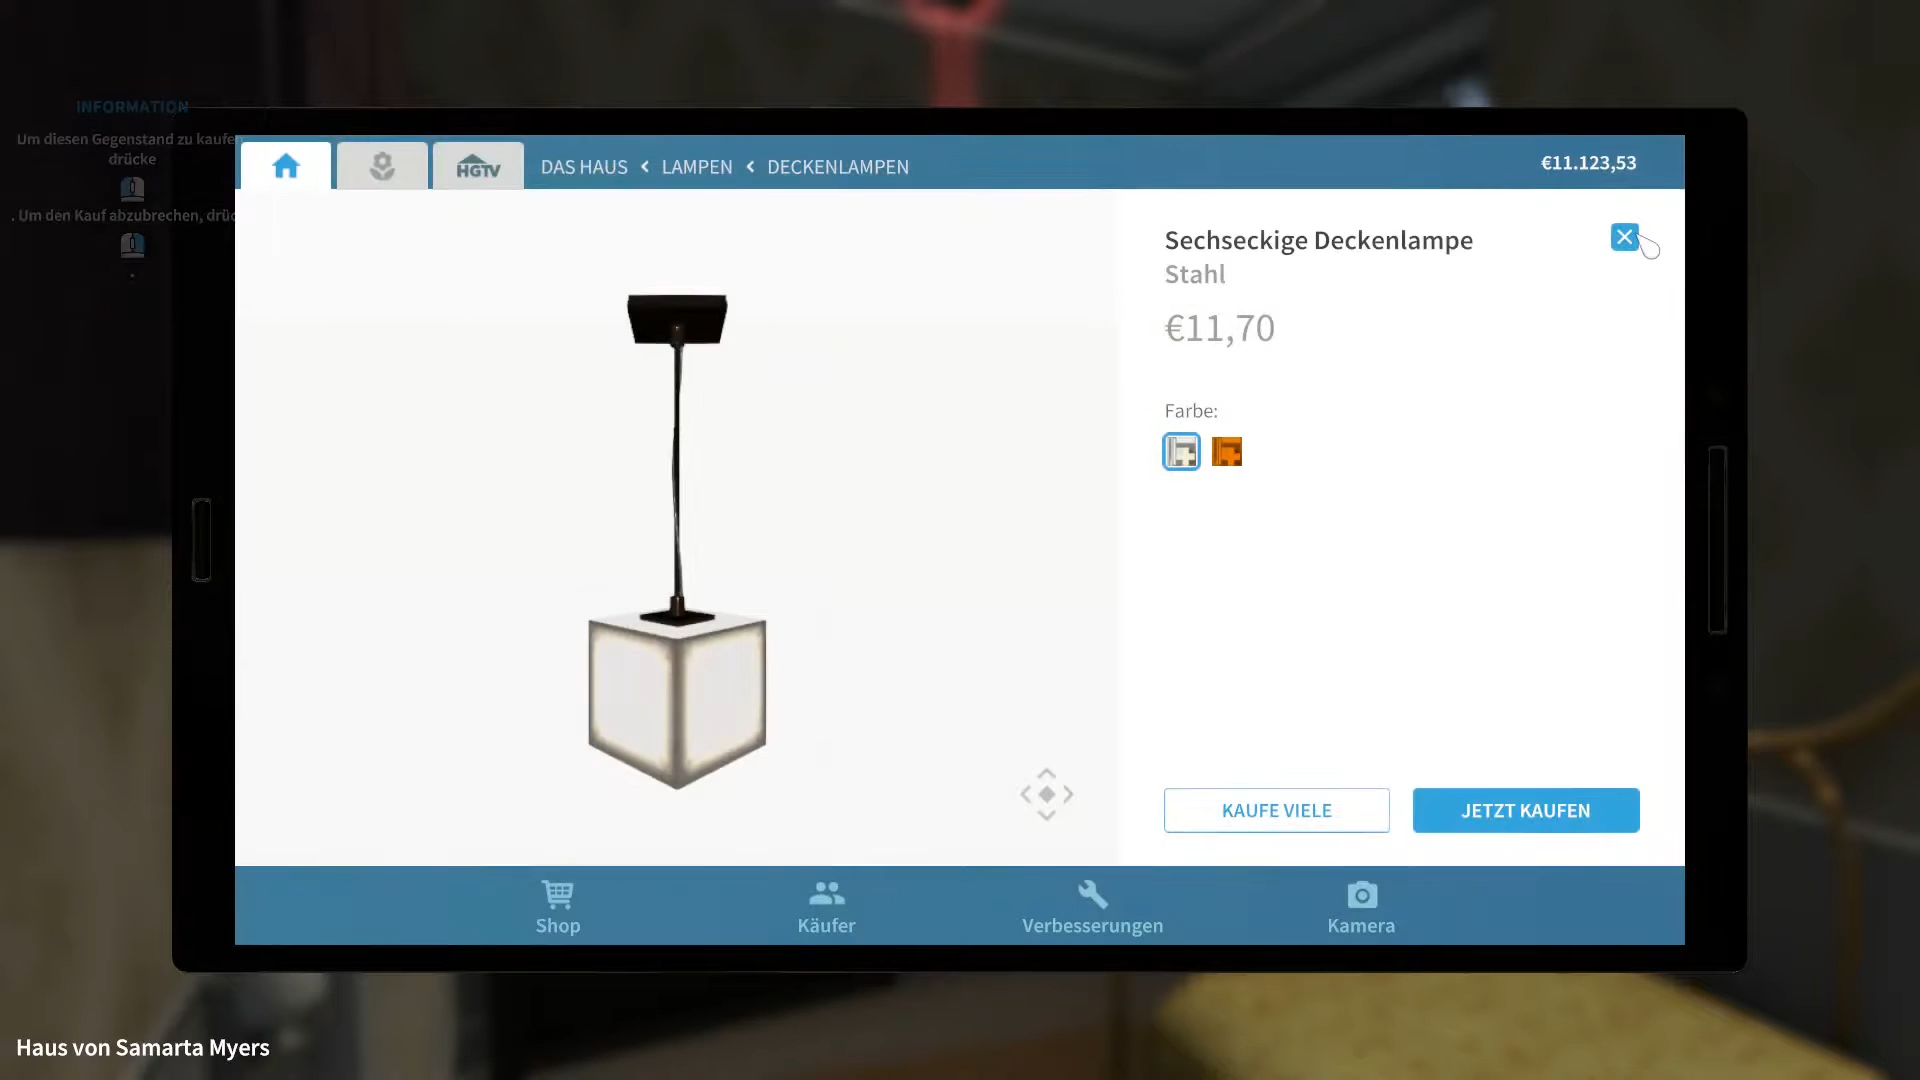 INFORMATION
Um diesen Gegenstand zu kaufen
drücke
. Um den Kauf abzubrechen, drüc
.
HGTV
DAS HAUS < LAMPEN < DECKENLAMPEN
€11.123,53
Sechseckige Deckenlampe
Stahl
€11,70
Farbe:
KAUFE VIELE
JETZT KAUFEN
Shop
Käufer
Verbesserungen
Kamera
Haus von Samarta Myers